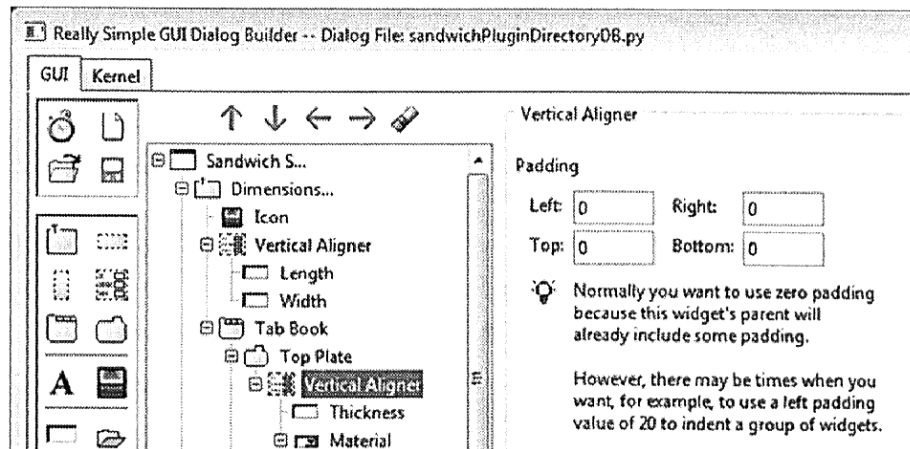 Really Simple GUI Dialog Builder -- Dialog File: sandwichPluginDirectoryDB.py
GUI Kernel
Vertical Aligner
Sandwich S...
Padding
Dimensions...
Left: 0 Right: 0
Icon
Top: 0 Bottom: 0
Vertical Aligner
Length
Normally you want to use zero padding
Width
because this widget's parent will
Tab Book
already include some padding.
Top Plate
Vertical Aligner
However, there may be times when you
Thickness
want, for example, to use a left padding
Material
value of 20 to indent a group of widgets.
T
A